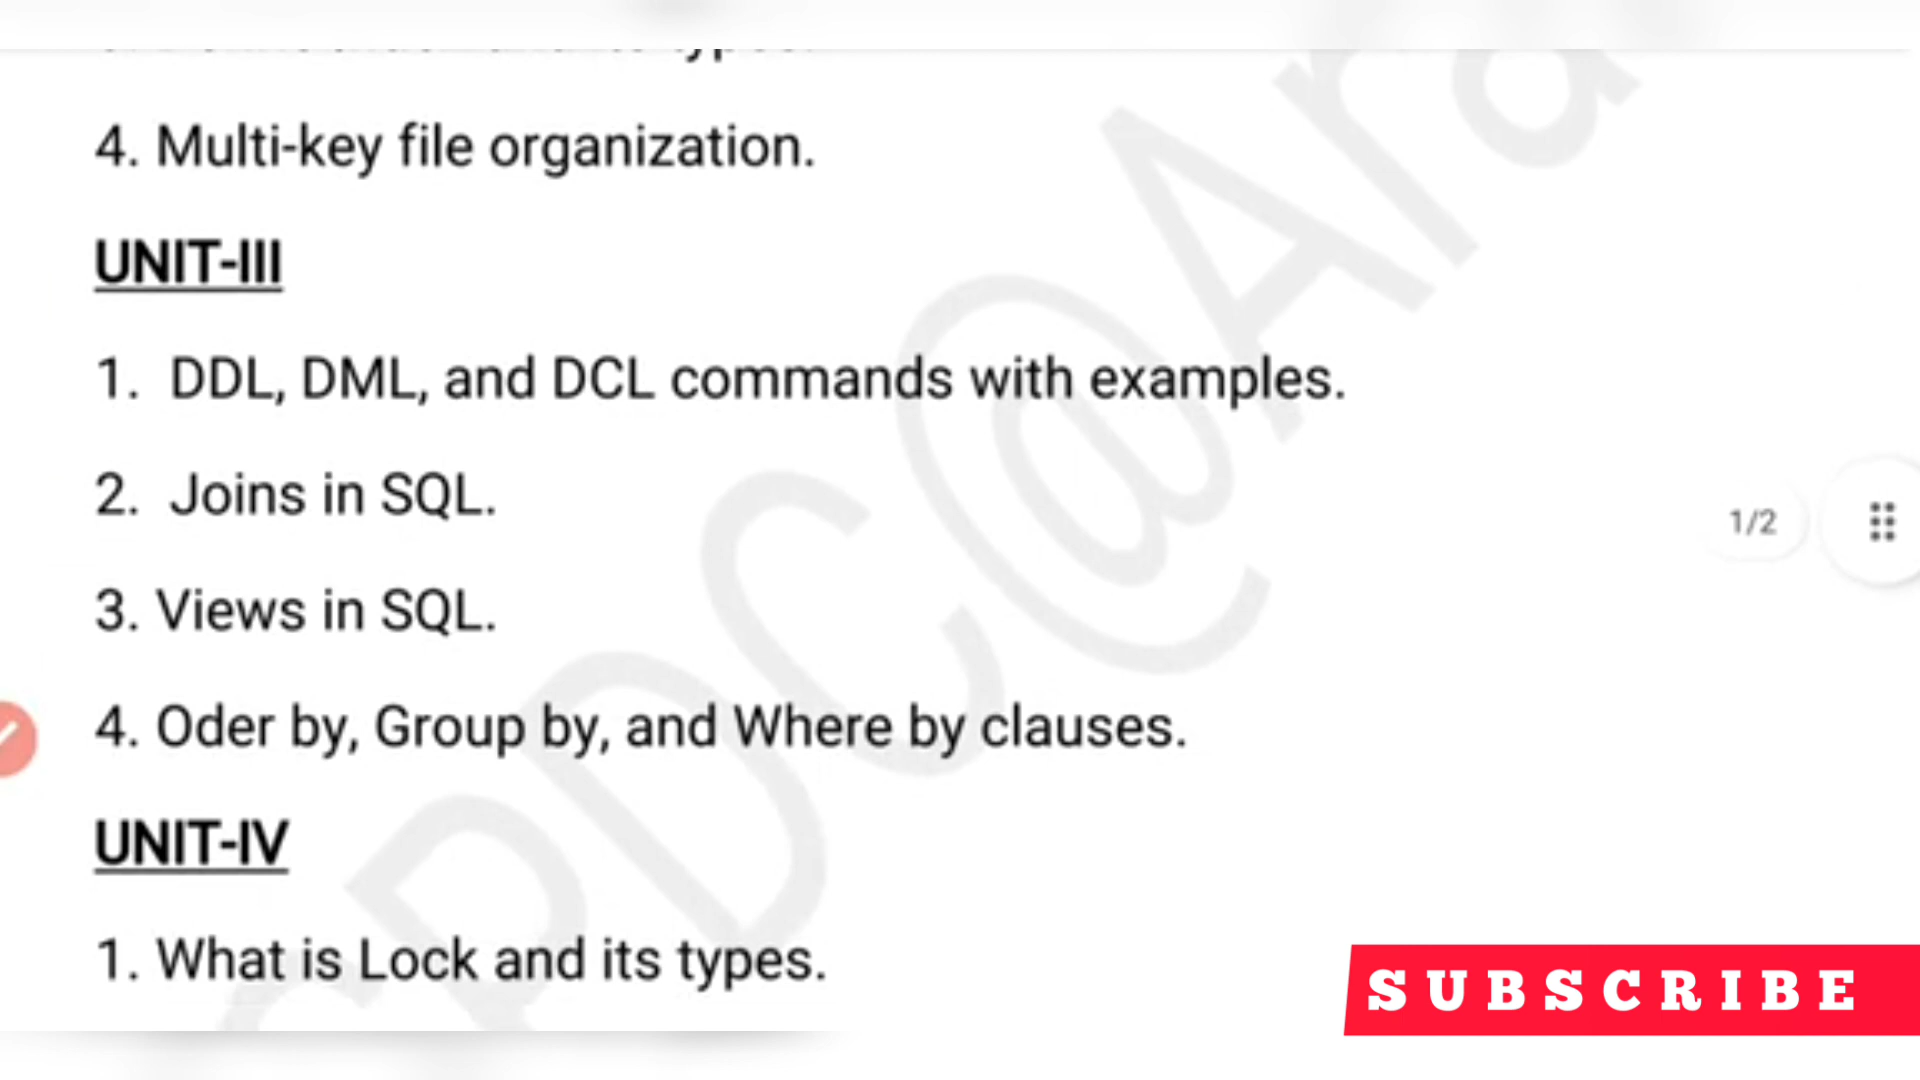 4. Multi-key file organization.
UNIT-III
1. DDL, DML, and DCL commands with examples.
2. Joins in SQL.
3. Views in SQL.
1/2
4. Oder by, Group by, and Where by clauses.
UNIT-IV
1. What is Lock and its types.
SUBSCRIBE